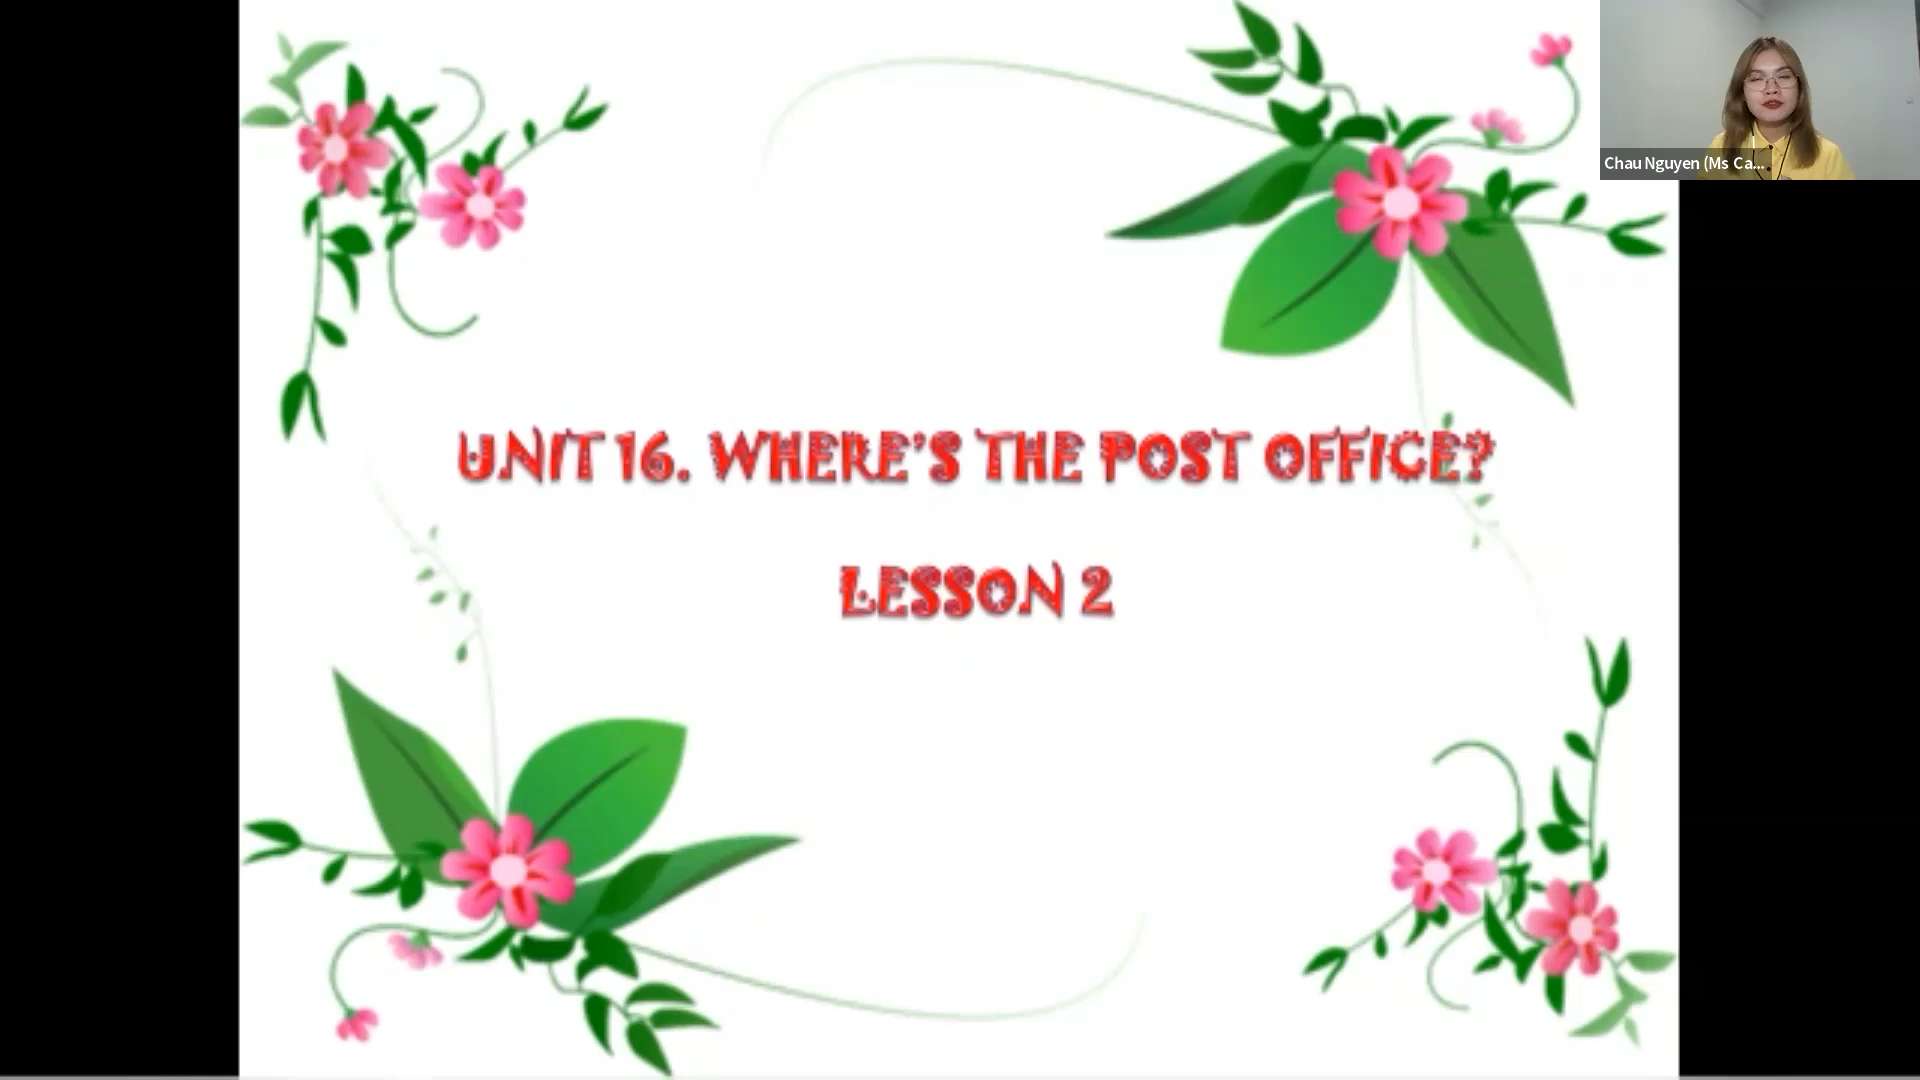 Chau Nguyen (Ms Ca...
UNIT 16. WHERE'S THE POST OFFICE?
LESSON 2